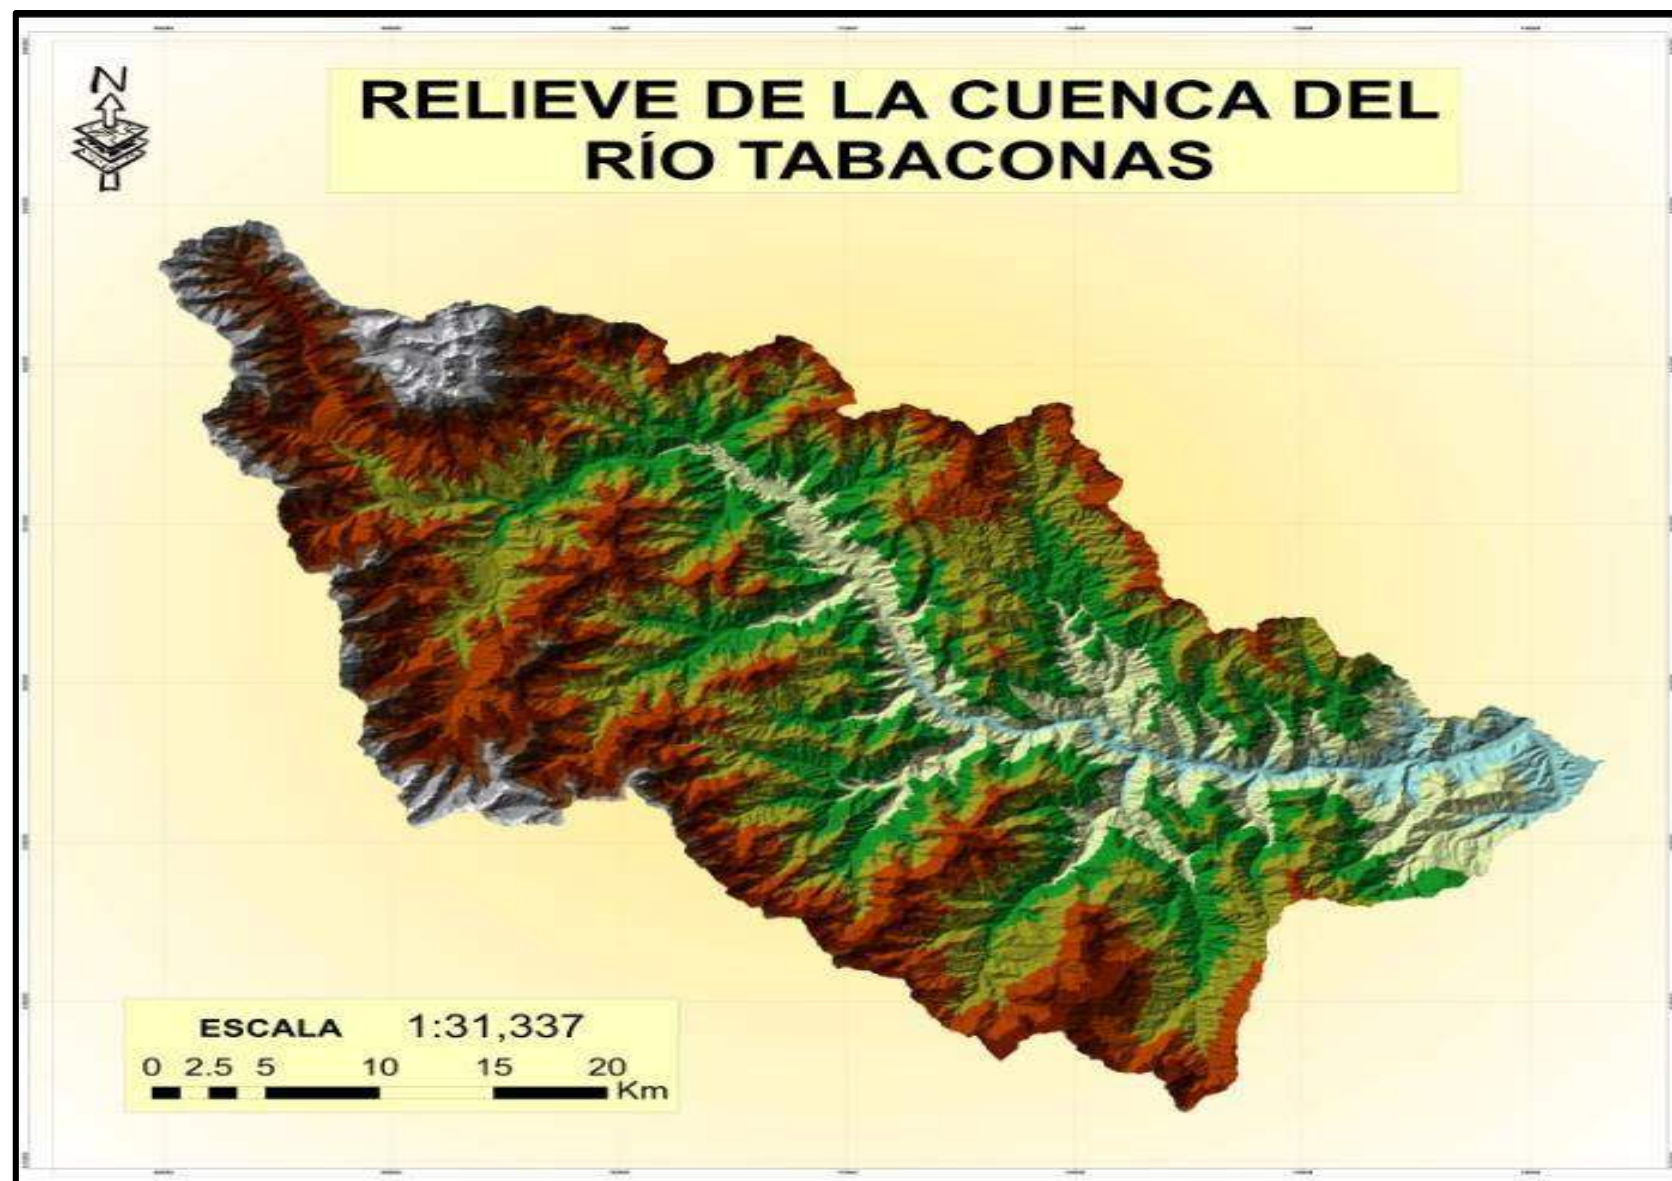 N
RELIEVE DE LA CUENCA DEL
RÍO TABACONAS
ESCALA 1:31,337
0 2.5 5 10 15 20
Km